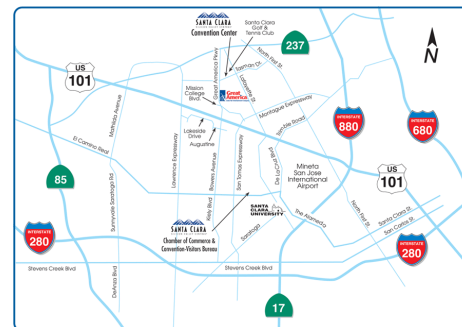 SANTA CLARA
Convention Center
Santa Clara
Golf &
Tennis Club
237
N
US
101
Great America Pkwy
Tasman Dr.
North First St.
Lafayette St.
Mission
College
Blvd.
Great America
Montague Expressway
Trimble Road
INTERSTATE
880
INTERSTATE
680
Mathilda Avenue
Lakeside
Drive
Augustine
El Camino Real
Lawrence Expressway
Bowers Avenue
San Tomas Expressway
De La Cruz Blvd
Mineta
San Jose
International
Airport
US
101
85
Sunnyvale Saratoga Rd
Kiely Blvd
SANTA CLARA
UNIVERSITY
The Alameda
North First St.
Santa Clara St.
San Carlos St.
INTERSTATE
280
SANTA CLARA
Chamber of Commerce &
Convention-Visitors Bureau
Saratoga
INTERSTATE
280
Stevens Creek Blvd
Stevens Creek Blvd
DeAnza Blvd
17